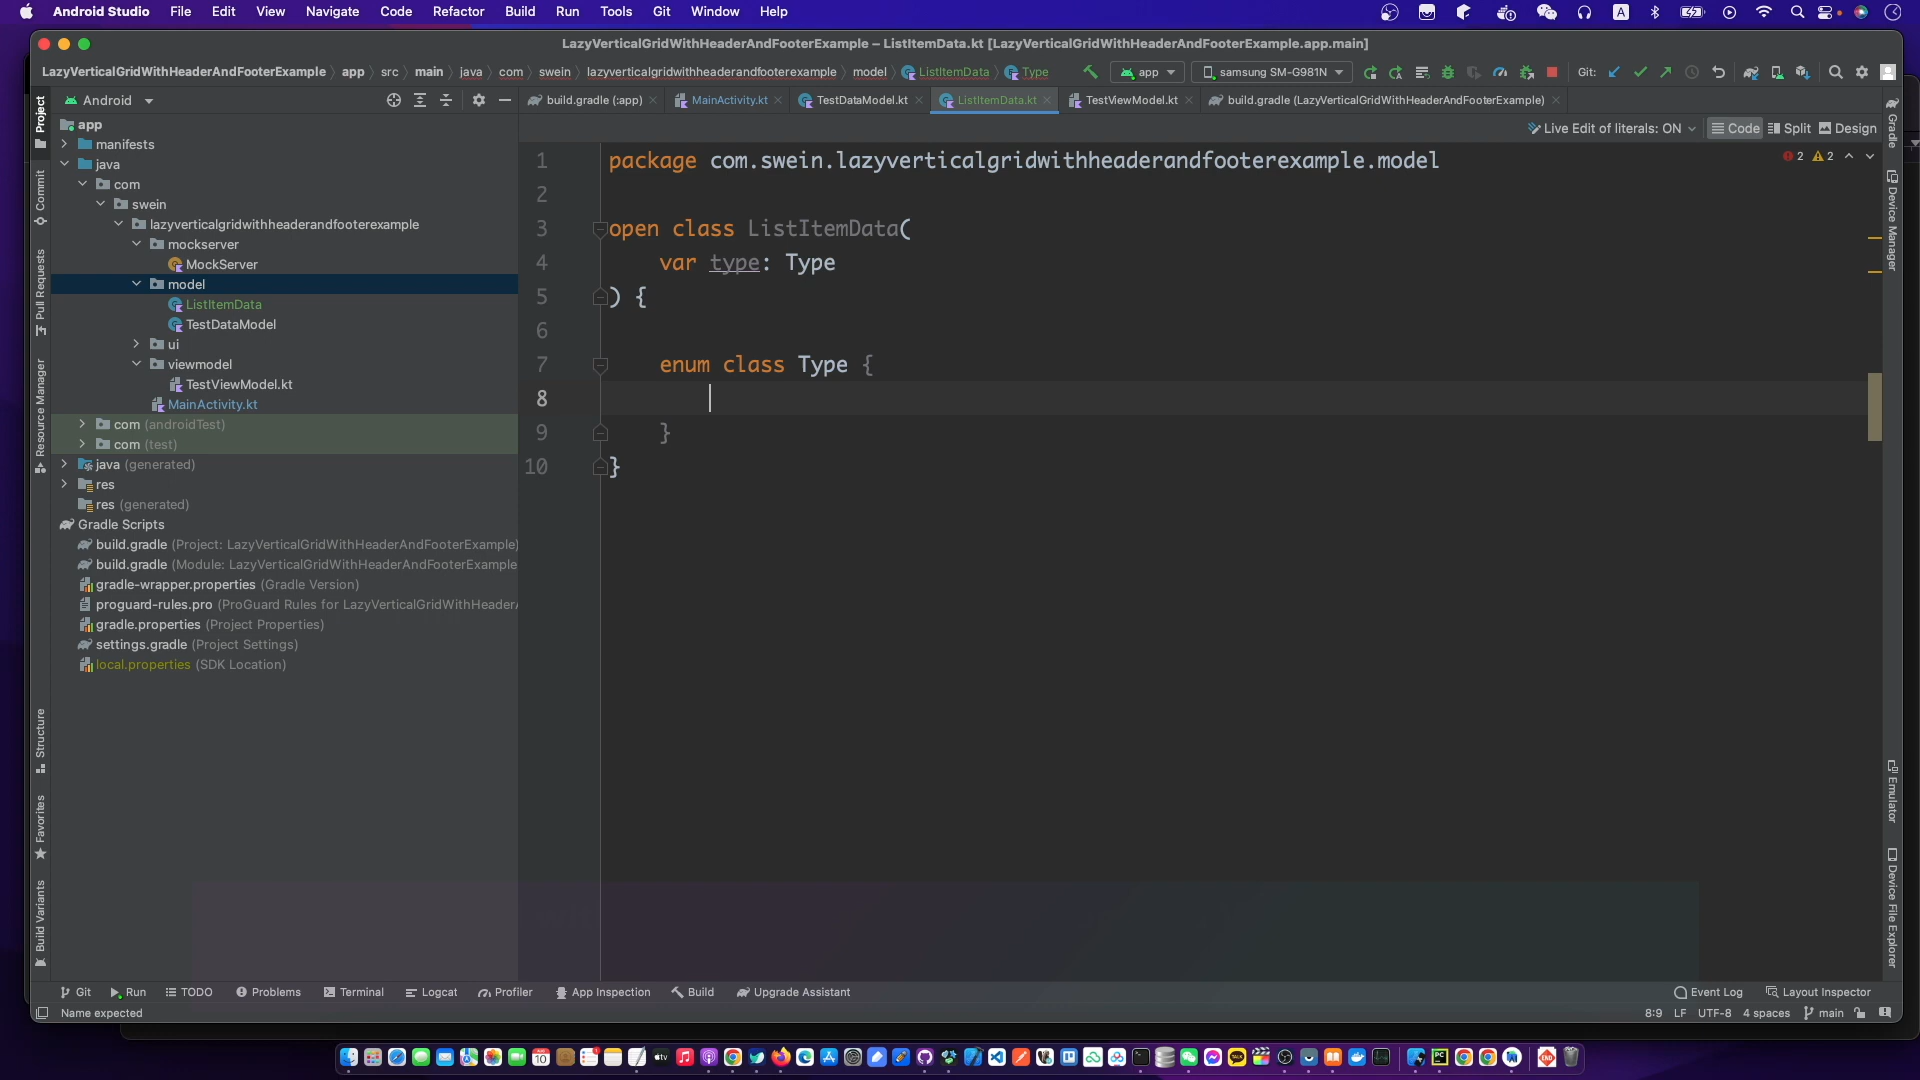 Android Studio File Edit View Navigate Code Refactor Build Run Tools Git Window Help
LazyVerticalGridWithHeaderAndFooterExample – ListItemData.kt [LazyVerticalGridWithHeaderAndFooterExample.app.main]
LazyVerticalGridWithHeaderAndFooterExample app src main java com swein lazyverticalgridwithheaderandfooterexample model ListItemData Type app samsung SM-G981N Git:
Android build.gradle (:app) MainActivity.kt TestDataModel.kt ListItemData.kt TestViewModel.kt build.gradle (LazyVerticalGridWithHeaderAndFooterExample)
Live Edit of literals: ON Code Split Design
Project
Commit
Pull Requests
Resource Manager
Structure
Favorites
Build Variants
app
manifests
java
com
swein
lazyverticalgridwithheaderandfooterexample
mockserver
MockServer
model
ListItemData
TestDataModel
ui
viewmodel
TestViewModel.kt
MainActivity.kt
com (androidTest)
com (test)
java (generated)
res
res (generated)
Gradle Scripts
build.gradle (Project: LazyVerticalGridWithHeaderAndFooterExample)
build.gradle (Module: LazyVerticalGridWithHeaderAndFooterExample
gradle-wrapper.properties (Gradle Version)
proguard-rules.pro (ProGuard Rules for LazyVerticalGridWithHeader
gradle.properties (Project Properties)
settings.gradle (Project Settings)
local.properties (SDK Location)
1 package com.swein.lazyverticalgridwithheaderandfooterexample.model
2
3 open class ListItemData(
4 var type: Type
5 ) {
6
7 enum class Type {
8
9 }
10 }
2 2
Gradle
Device Manager
Emulator
Device File Explorer
Git Run TODO Problems Terminal Logcat Profiler App Inspection Build Upgrade Assistant Event Log Layout Inspector
Name expected 8:9 LF UTF-8 4 spaces main